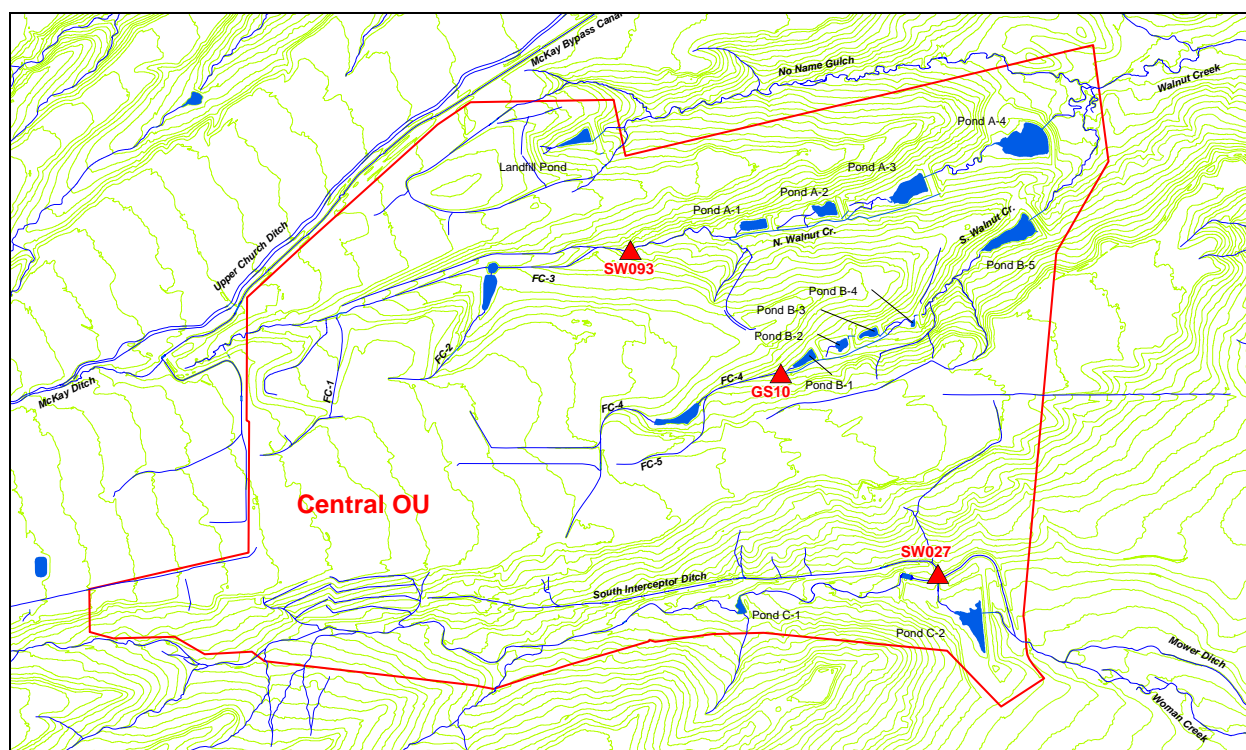 McKay Bypass Canal
No Name Gulch
Walnut Creek
Pond A-4
Landfill Pond
Pond A-3
Pond A-2
Pond A-1
S. Walnut Cr.
N. Walnut Cr.
Upper Church Ditch
SW093
FC-3
Pond B-5
Pond B-4
Pond B-3
Pond B-2
FC-2
McKay Ditch
FC-1
FC-4
Pond B-1
GS10
FC-4
FC-5
Central OU
SW027
South Interceptor Ditch
Pond C-1
Pond C-2
Mower Ditch
Woman Creek